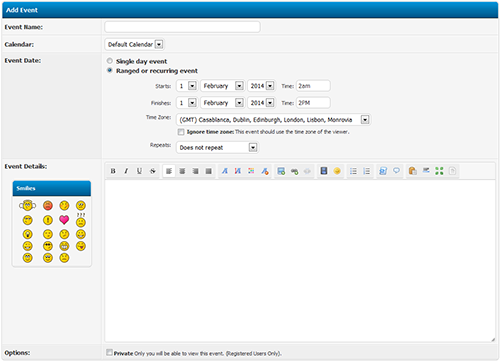 Add Event
Event Name:
Calendar: Default Calendar
Event Date: Single day event
Ranged or recurring event
Starts: 1 February 2014 Time: 2am
Finishes: 1 February 2014 Time: 2PM
Time Zone: (GMT) Casablanca, Dublin, Edinburgh, London, Lisbon, Monrovia
Ignore time zone: This event should use the time zone of the viewer.
Repeats: Does not repeat
Event Details: B I U S
Smilies
???
Options: Private Only you will be able to view this event. (Registered Users Only).